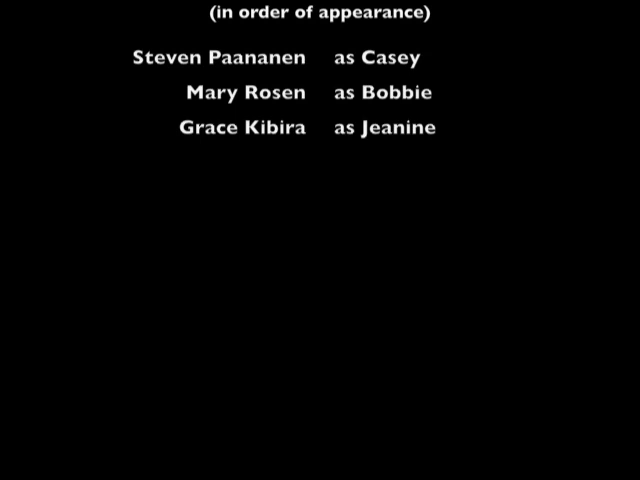 (in order of appearance)
Steven Paananen as Casey
Mary Rosen as Bobbie
Grace Kibira as Jeanine